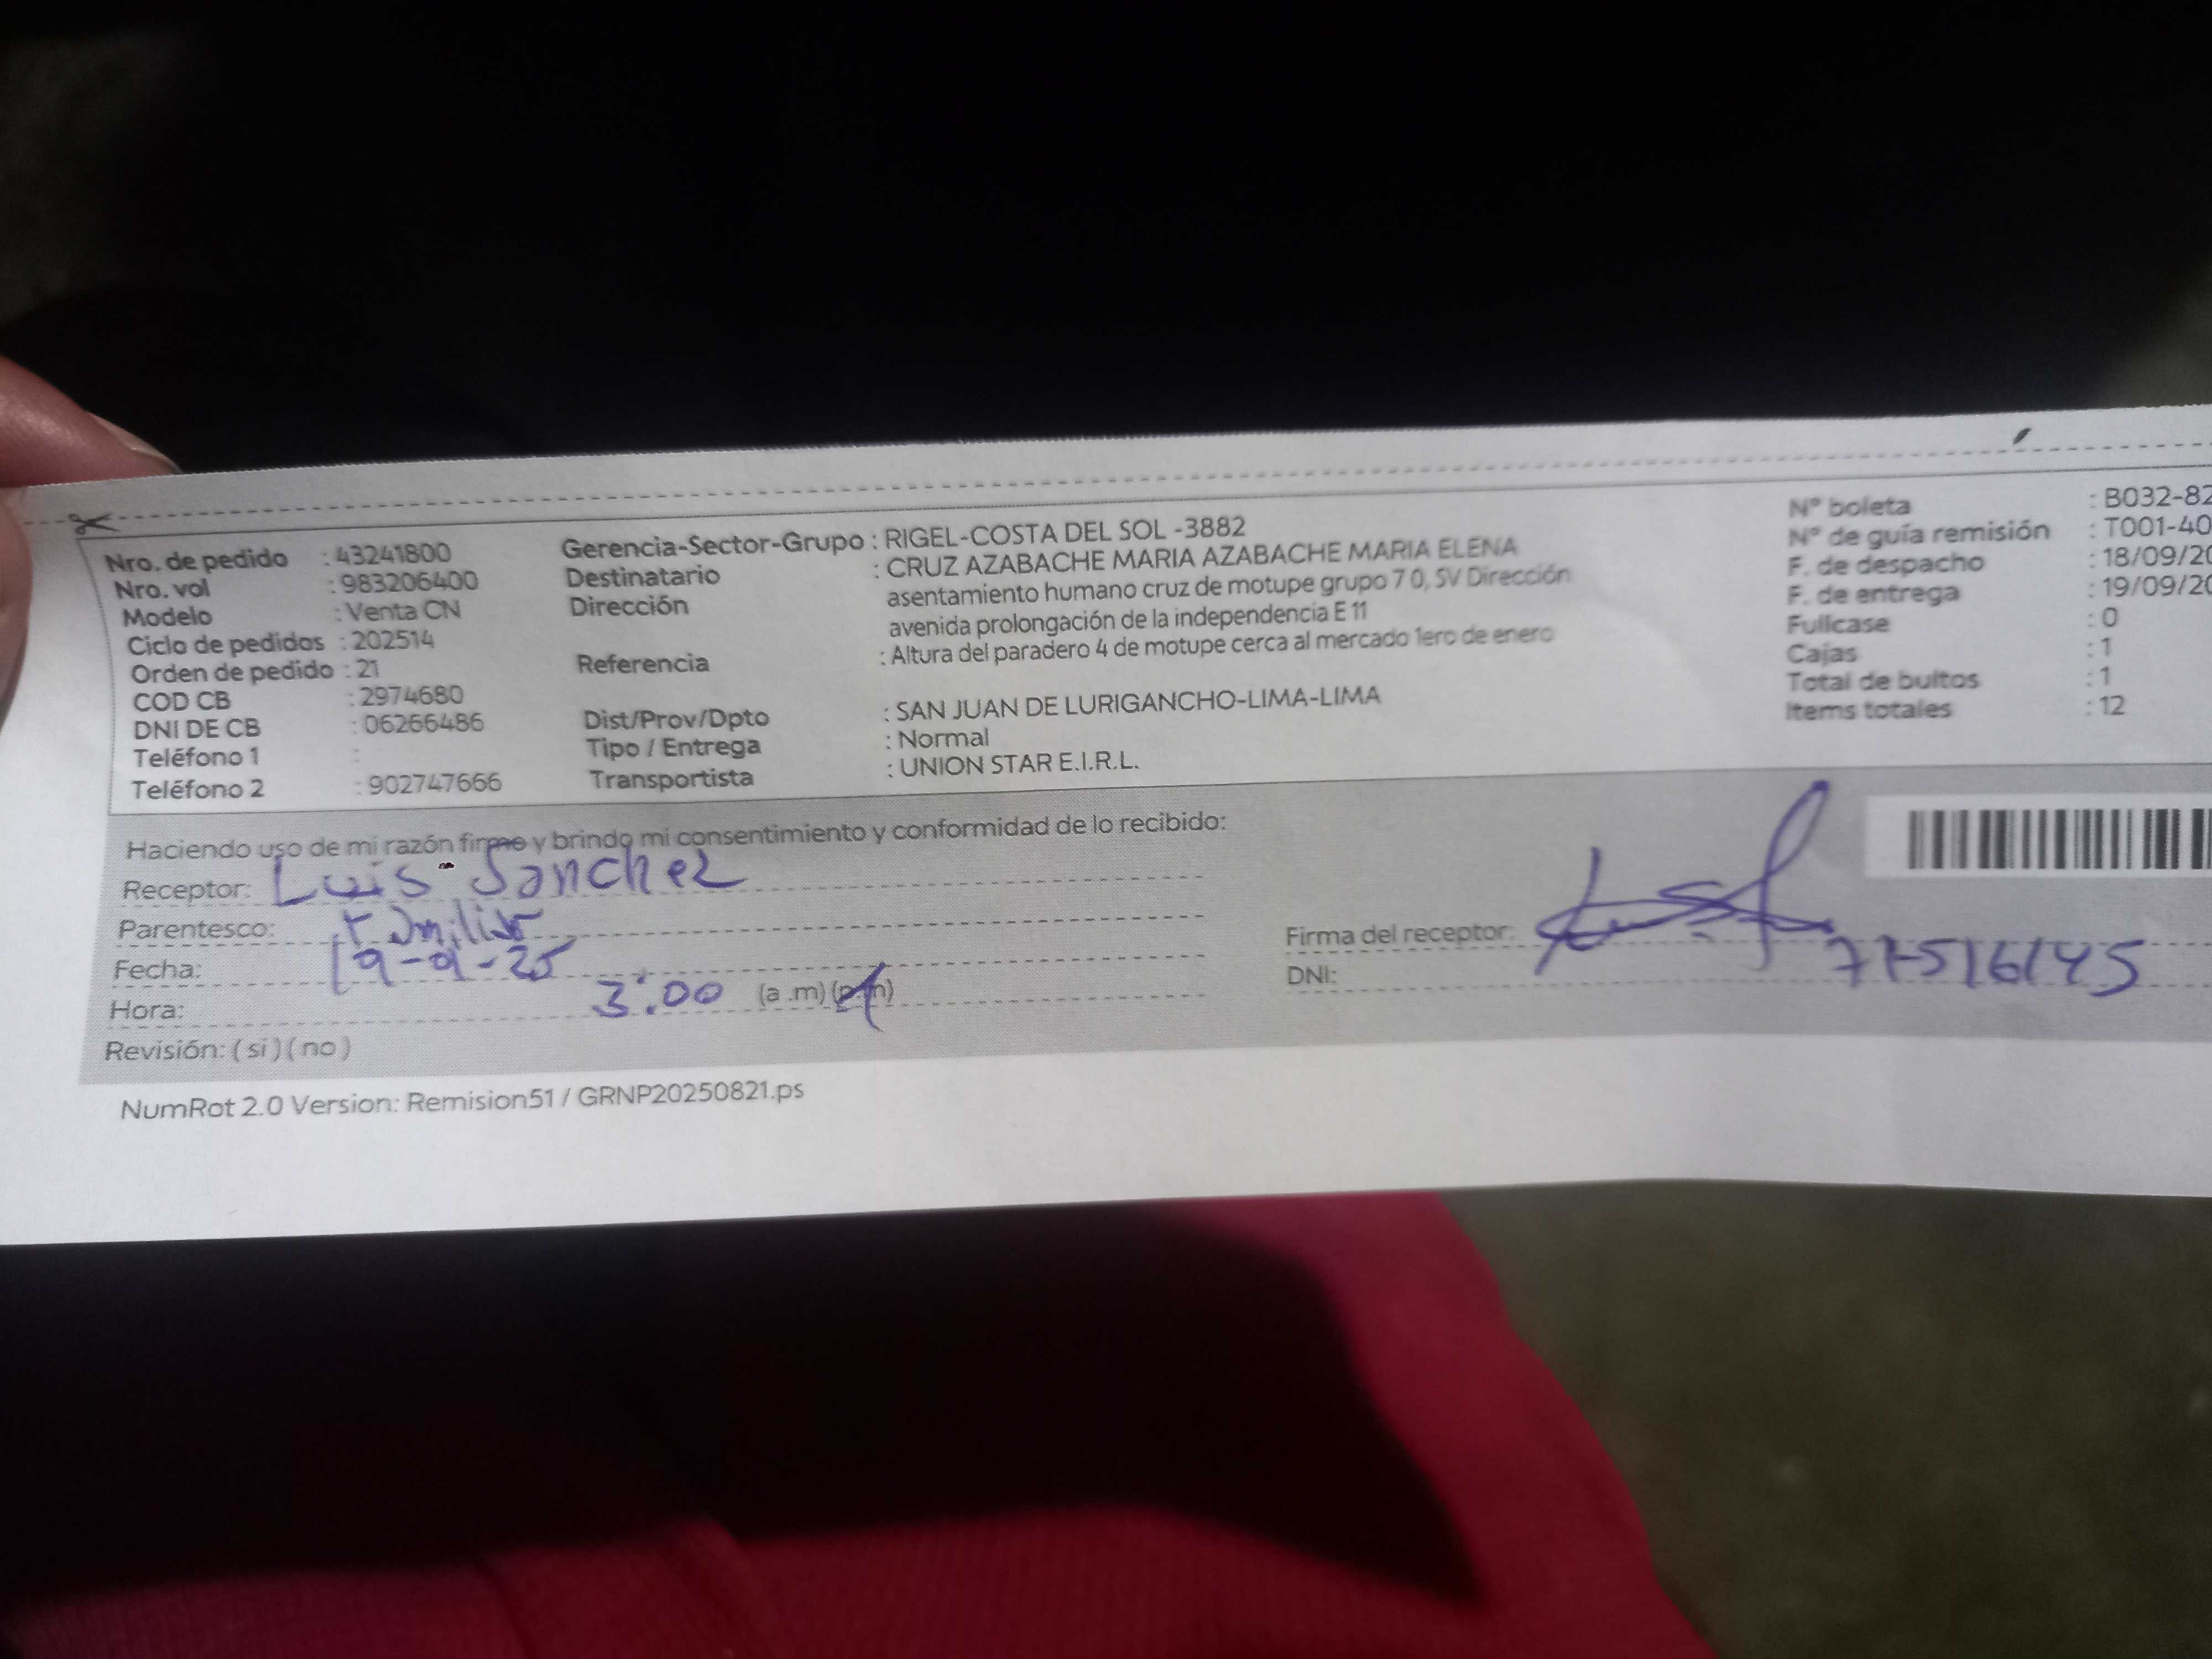 Nro. de pedido : 43241800
Nro. vol : 983206400
Modelo : Venta CN
Ciclo de pedidos : 202514
Orden de pedido : 21
COD CB : 2974680
DNI DE CB : 06266486
Teléfono 1 :
Teléfono 2 : 902747666
Gerencia-Sector-Grupo : RIGEL-COSTA DEL SOL -3882
Destinatario : CRUZ AZABACHE MARIA AZABACHE MARIA ELENA
Dirección asentamiento humano cruz de motupe grupo 7 0, SV Dirección
avenida prolongación de la independencia E 11
Referencia : Altura del paradero 4 de motupe cerca al mercado 1ero de enero
Dist/Prov/Dpto : SAN JUAN DE LURIGANCHO-LIMA-LIMA
Tipo / Entrega : Normal
Transportista : UNION STAR E.I.R.L.
N° boleta : B032-82
N° de guía remisión : T001-40
F. de despacho : 18/09/20
F. de entrega : 19/09/20
Fullcase : 0
Cajas : 1
Total de bultos : 1
Items totales : 12
Haciendo uso de mi razón firmo y brindo mi consentimiento y conformidad de lo recibido:
Receptor: Luis Sanchez
Parentesco: Familiar
Fecha: 19-9-25
Hora: 3:00 (a .m) (p.m)
Revisión: ( si ) ( no )
Firma del receptor:
DNI:
NumRot 2.0 Version: Remision51 / GRNP20250821.ps